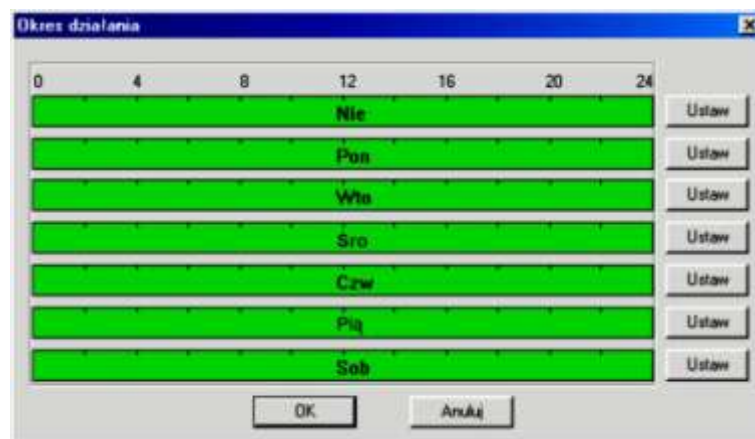 Okres działania
0 4 8 12 16 20 24
Nie Ustaw
Pon Ustaw
Wto Ustaw
Sro Ustaw
Czw Ustaw
Pią Ustaw
Sob Ustaw
OK Anuluj